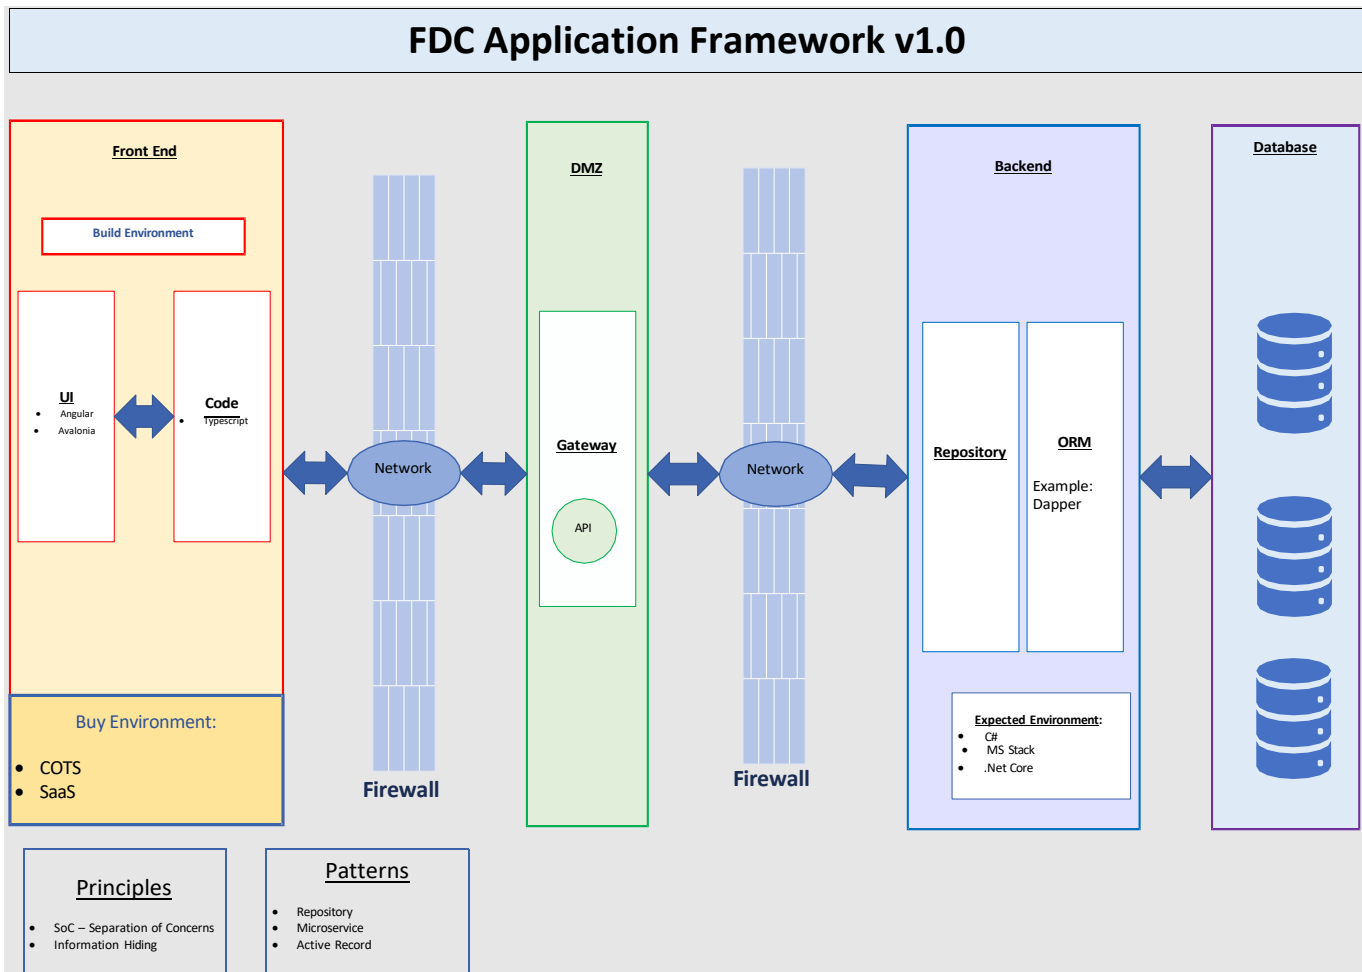 FDC Application Framework v1.0
Front End
Build Environment
UI
• Angular
• Avalonia
Code
• Typescript
Buy Environment:
• COTS
• SaaS
Network
Firewall
DMZ
Gateway
API
Network
Firewall
Backend
Repository
ORM
Example:
Dapper
Expected Environment:
• C#
• MS Stack
• .Net Core
Database
Principles
• SoC – Separation of Concerns
• Information Hiding
Patterns
• Repository
• Microservice
• Active Record